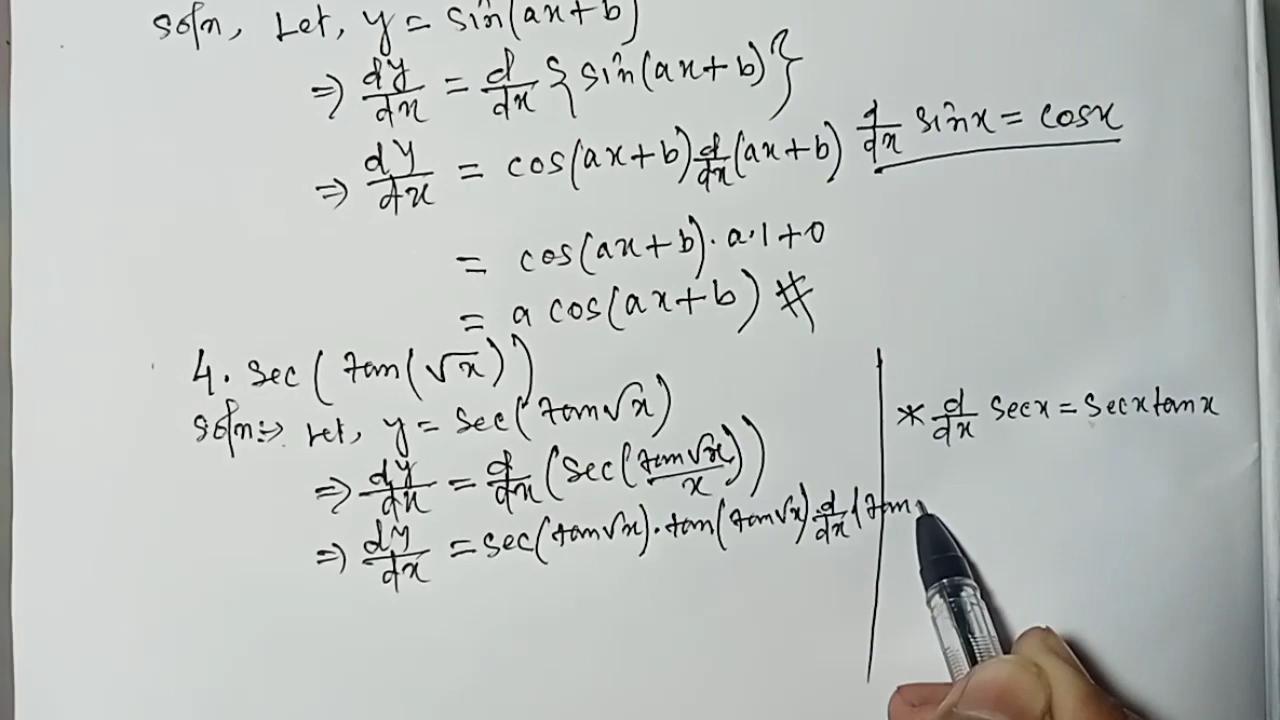 Soln, Let, y = sin(ax+b)
⇒ dy/dx = d/dx {sin(ax+b)}
⇒ dy/dx = cos(ax+b) d/dx (ax+b) d/dx sinx = cosx
= cos(ax+b). a.1+0
= a cos(ax+b) #
4. Sec(tan(√x))
Soln:⇒ Let, y = Sec(tan√x)
⇒ dy/dx = d/dx (Sec(tan√x/x))
* d/dx secx = secxtanx
⇒ dy/dx = sec(tan√x).tan(tan√x) d/dx (tan